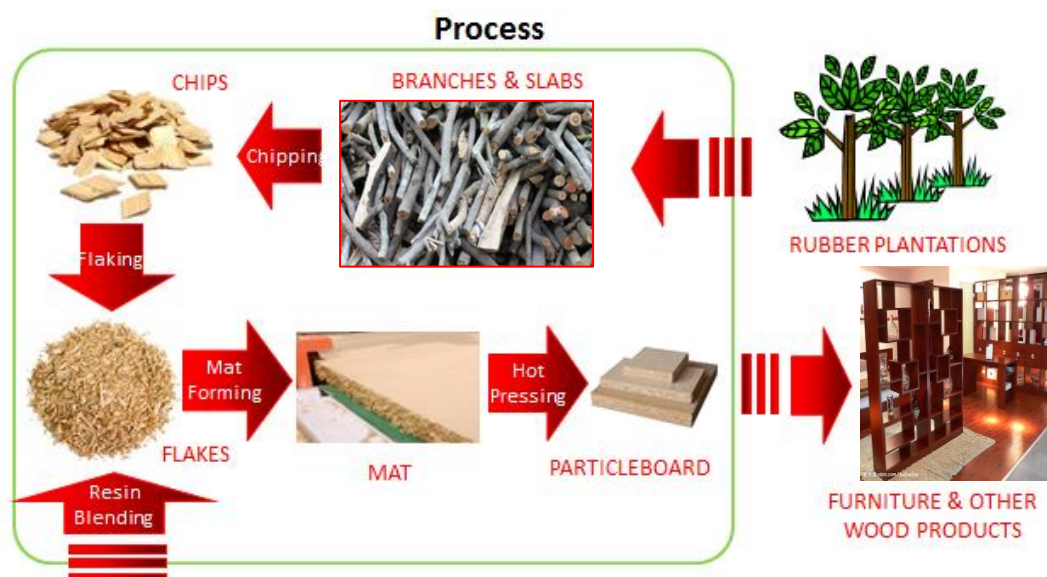 Process
CHIPS
BRANCHES & SLABS
Chipping
RUBBER PLANTATIONS
Flaking
Mat
Forming
Hot
Pressing
FLAKES
MAT
PARTICLEBOARD
Resin
Blending
FURNITURE & OTHER
WOOD PRODUCTS